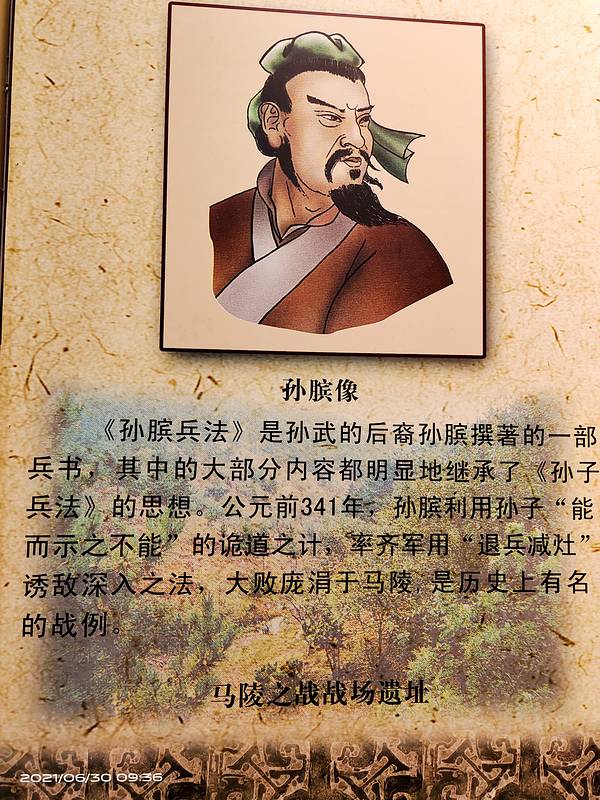 孙膑像
《孙膑兵法》是孙武的后裔孙膑撰著的一部
兵书，其中的大部分内容都明显地继承了《孙子
兵法》的思想。公元前341年，孙膑利用孙子“能
而示之不能”的诡道之计，率齐军用“退兵减灶”
诱敌深入之法，大败庞涓于马陵，是历史上有名
的战例。
马陵之战战场遗址
2021/06/30 09:36